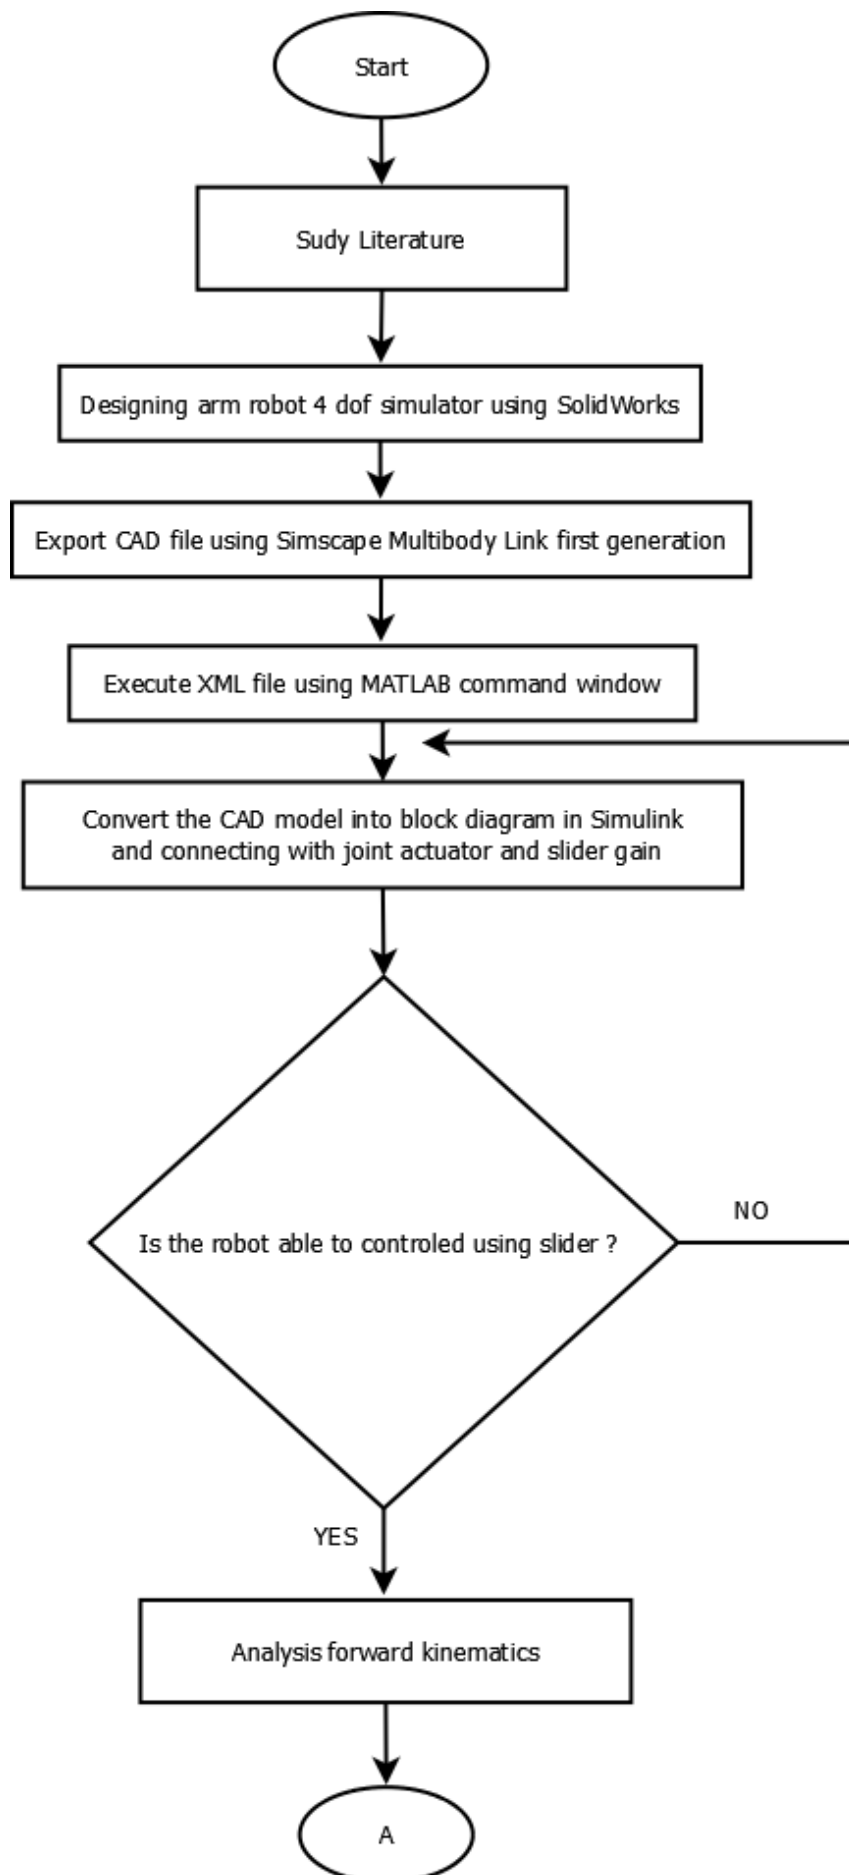 Start
Sudy Literature
Designing arm robot 4 dof simulator using SolidWorks
Export CAD file using Simscape Multibody Link first generation
Execute XML file using MATLAB command window
Convert the CAD model into block diagram in Simulink
and connecting with joint actuator and slider gain
NO
Is the robot able to controled using slider ?
YES
Analysis forward kinematics
A